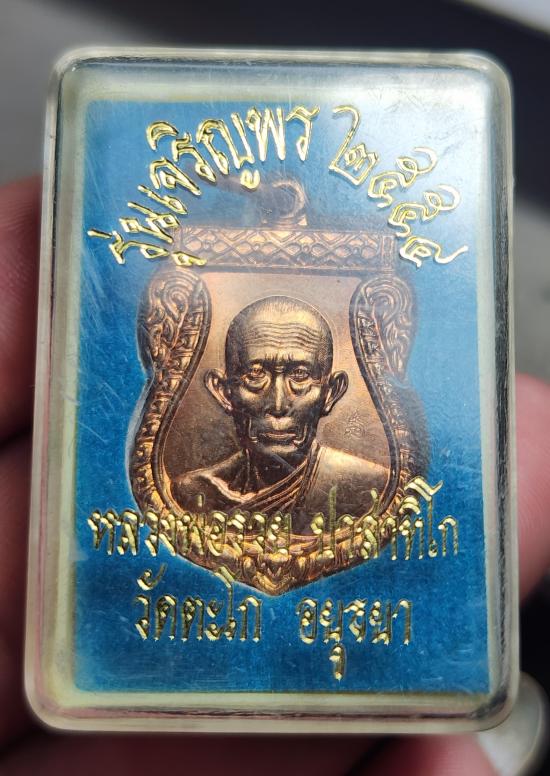 รุ่นเจริญพร ๒๕๕๔
หลวงพ่อรวย ปาสาทิโก
วัดตะโก อยุธยา